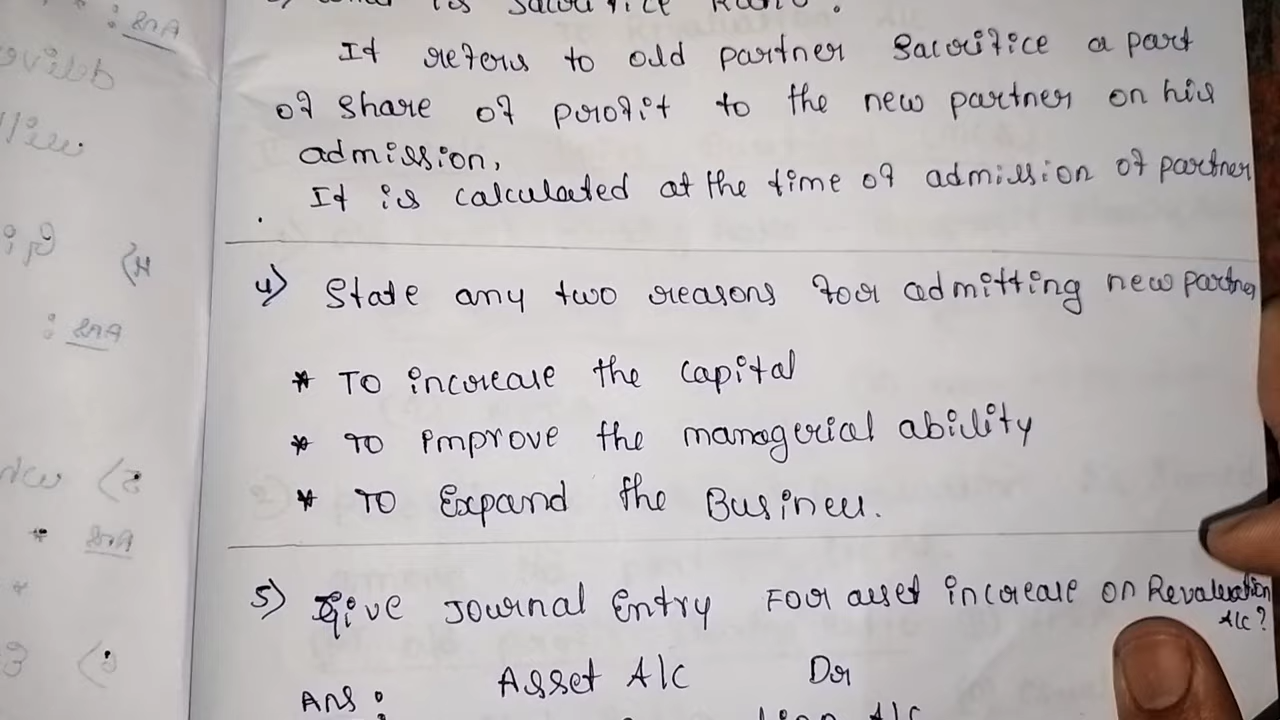 is Sacrifice Ratio.
It refers to old partner Sacrifice a part
of share of profit to the new partner on his
admission,
It is calculated at the time of admission of partner
4) State any two reasons for admitting new partner
* To increase the capital
* To improve the managerial ability
* To Expand the Business.
5) Give Journal Entry For asset increase on Revaluation
A/c?
Ans: Asset A/c Dr
A/c